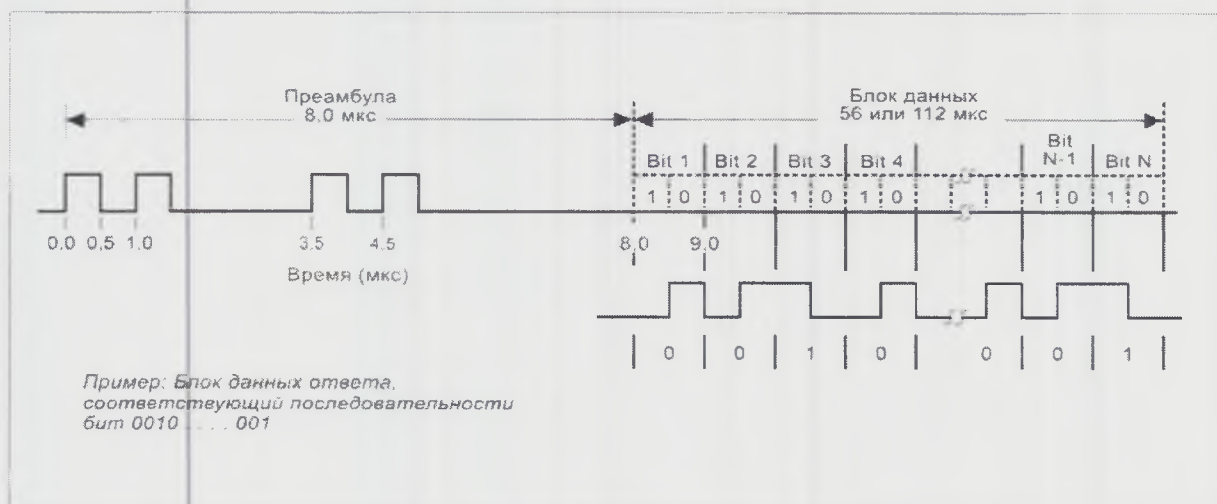 Преамбула
8,0 мкс
Блок данных
56 или 112 мкс
Bit 1 Bit 2 Bit 3 Bit 4 Bit N-1 Bit N
1 0 1 0 1 0 1 0 1 0 1 0
0,0 0,5 1,0 3,5 4,5 8,0 9,0
Время (мкс)
0 0 1 0 0 0 1
Пример: Блок данных ответа,
соответствующий последовательности
бит 0010 . . . . 001